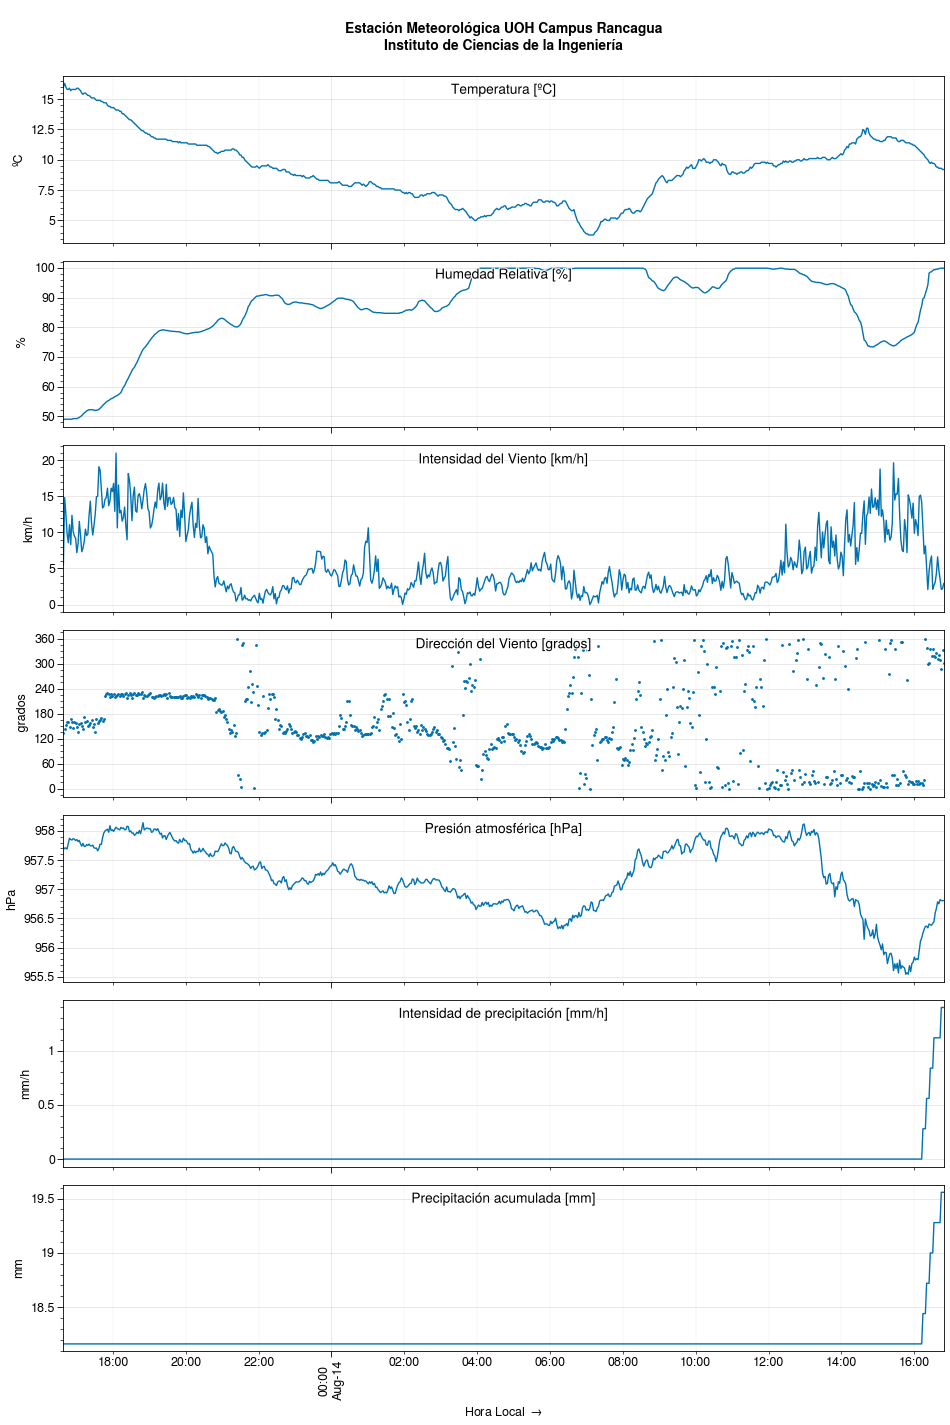 Estación Meteorológica UOH Campus Rancagua
Instituto de Ciencias de la Ingeniería
Temperatura [ºC]
ºC
15
12.5
10
7.5
5
Humedad Relativa [%]
%
100
90
80
70
60
50
Intensidad del Viento [km/h]
km/h
20
15
10
5
0
Dirección del Viento [grados]
grados
360
300
240
180
120
60
0
Presión atmosférica [hPa]
hPa
958
957.5
957
956.5
956
955.5
Intensidad de precipitación [mm/h]
mm/h
1
0.5
0
Precipitación acumulada [mm]
mm
19.5
19
18.5
18:00 20:00 22:00 00:00 02:00 04:00 06:00 08:00 10:00 12:00 14:00 16:00
Aug-14
Hora Local →